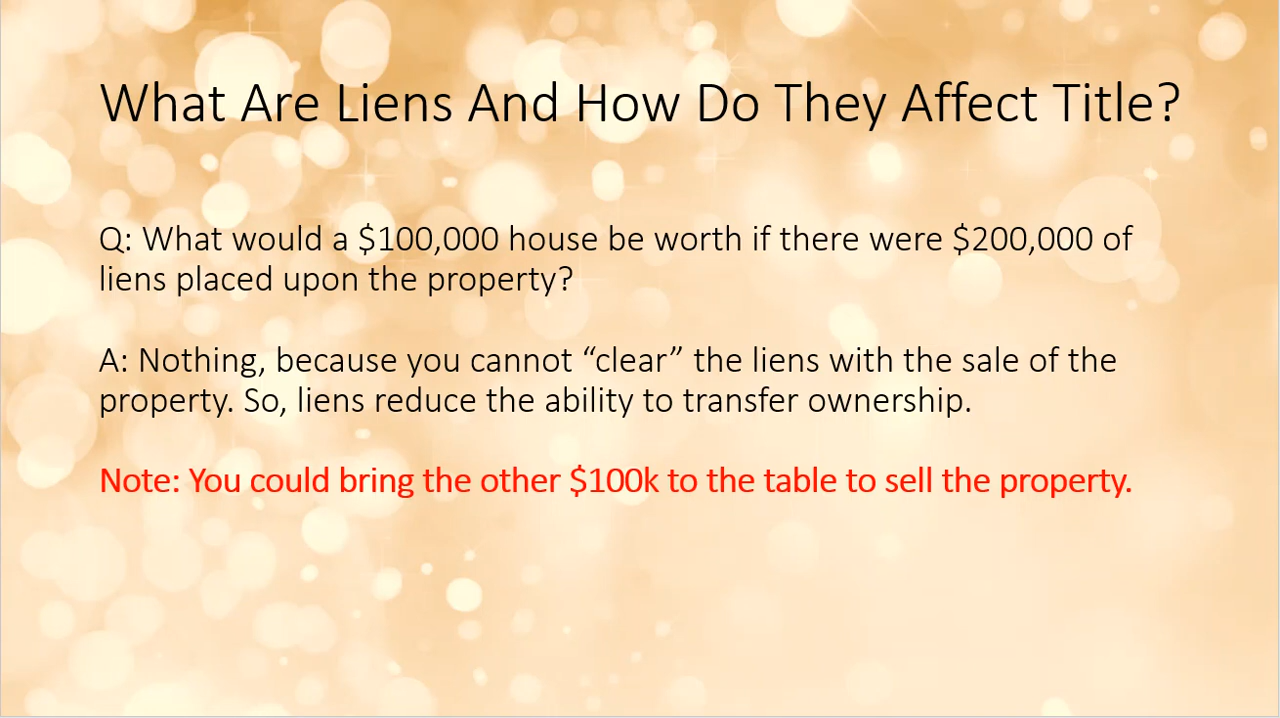 What Are Liens And How Do They Affect Title?
Q: What would a $100,000 house be worth if there were $200,000 of
liens placed upon the property?
A: Nothing, because you cannot “clear” the liens with the sale of the
property. So, liens reduce the ability to transfer ownership.
Note: You could bring the other $100k to the table to sell the property.